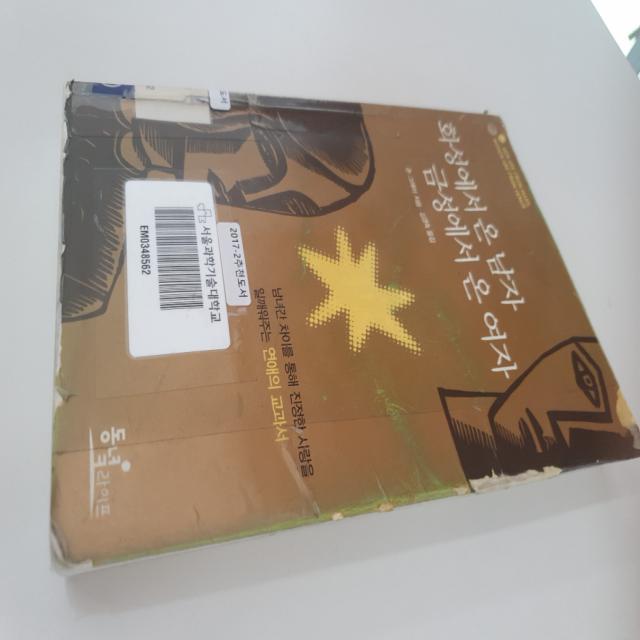 화성에서 온 남자
금성에서 온 여자
남녀간 차이를 통해 진정한 사랑을
일깨워주는 연애의 교과서
2017-2추천도서
서울과학기술대학교
EM0348562
동녘라이프